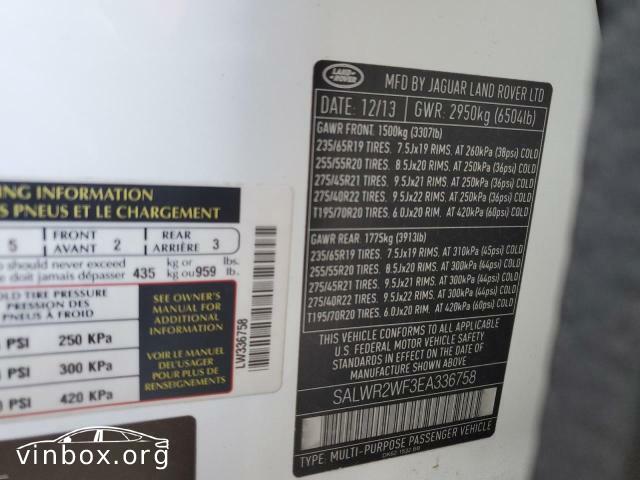 LAND ROVER
MFD BY JAGUAR LAND ROVER LTD
DATE: 12/13 GWR: 2950kg (6504lb)
GAWR FRONT: 1500kg (3307lb)
235/65R19 TIRES. 7.5Jx19 RIMS. AT 260kPa (38psi) COLD
255/55R20 TIRES. 8.5Jx20 RIMS. AT 250kPa (36psi) COLD
275/45R21 TIRES. 9.5Jx21 RIMS. AT 250kPa (36psi) COLD
275/40R22 TIRES. 9.5Jx22 RIMS. AT 250kPa (36psi) COLD
T195/70R20 TIRES. 6.0Jx20 RIM. AT 420kPa (60psi) COLD
GAWR REAR: 1775kg (3913lb)
235/65R19 TIRES. 7.5Jx19 RIMS. AT 310kPa (45psi) COLD
255/55R20 TIRES. 8.5Jx20 RIMS. AT 300kPa (44psi) COLD
275/45R21 TIRES. 9.5Jx21 RIMS. AT 300kPa (44psi) COLD
275/40R22 TIRES. 9.5Jx22 RIMS. AT 300kPa (44psi) COLD
T195/70R20 TIRES. 6.0Jx20 RIM. AT 420kPa (60psi) COLD
THIS VEHICLE CONFORMS TO ALL APPLICABLE
U.S. FEDERAL MOTOR VEHICLE SAFETY
STANDARDS IN EFFECT ON THE DATE OF
MANUFACTURE SHOWN ABOVE.
SALWR2WF3EA336758
TYPE: MULTI-PURPOSE PASSENGER VEHICLE
ING INFORMATION
S PNEUS ET LE CHARGEMENT
5 FRONT AVANT 2 REAR ARRIÈRE 3
should never exceed
doit jamais dépasser 435 kg or kg ou 959 lb. lb.
OLD TIRE PRESSURE
PRESSION DES
PNEUS À FROID
PSI 250 KPa
PSI 300 KPa
0 PSI 420 KPa
SEE OWNER'S
MANUAL FOR
ADDITIONAL
INFORMATION
VOIR LE MANUEL
DE L'USAGER
POUR PLUS DE
RENSEIGNEMENTS
LW336758
vinbox.org